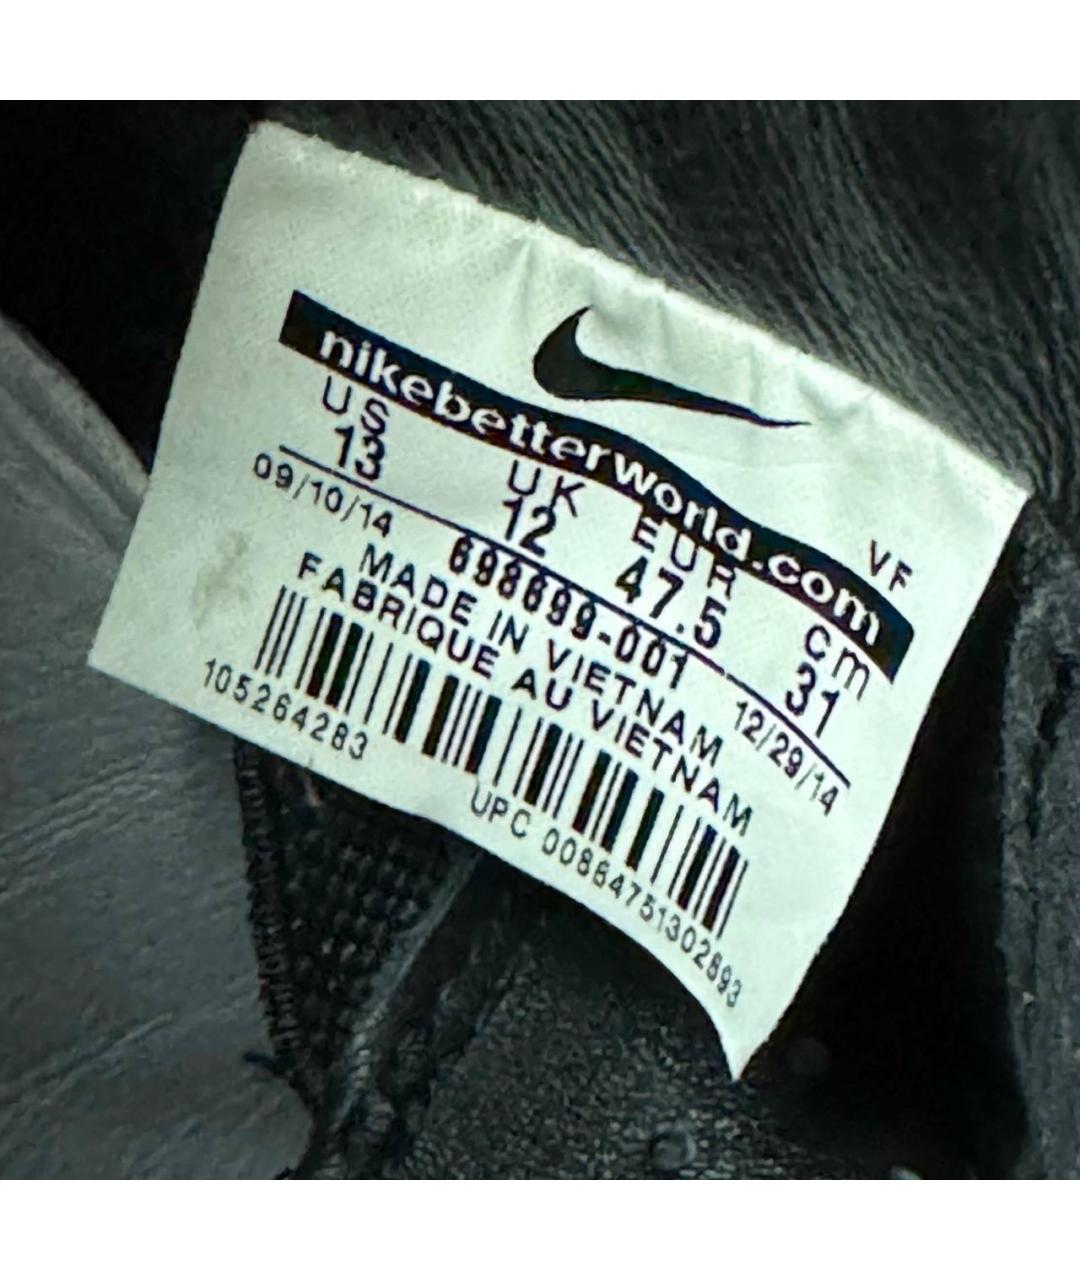 nikebetterworld.com
VF
US UK EUR cm
13 12 47.5 31
09/10/14 698699-001 12/29/14
MADE IN VIETNAM
FABRIQUE AU VIETNAM
105264283
UPC 00884751302893